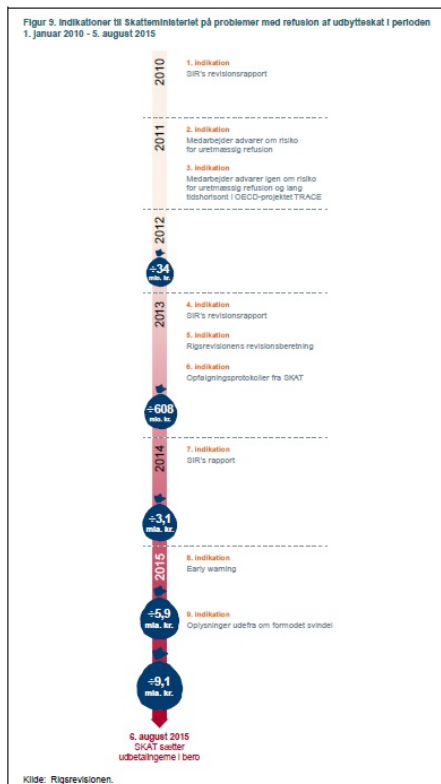 Figur 9. Indikationer til Skatteministeriet på problemer med refusion af udbytteskat i perioden
1. januar 2010 - 5. august 2015
2010
1. indikation
SIR's revisionsrapport
2011
2. indikation
Medarbejder advarer om risiko
for uretmæssig refusion
3. indikation
Medarbejder advarer igen om risiko
for uretmæssig refusion og lang
tidshorisont i OECD-projektet TRACE
2012
÷34
mio. kr.
2013
4. indikation
SIR's revisionsrapport
5. indikation
Rigsrevisionens revisionsberetning
6. indikation
Opfølgningsprotokoller fra SKAT
÷608
mio. kr.
2014
7. indikation
SIR's rapport
÷3,1
mia. kr.
2015
8. indikation
Early warning
÷5,9
mia. kr.
9. indikation
Oplysninger udefra om formodet svindel
÷9,1
mia. kr.
6. august 2015
SKAT sætter
udbetalingerne i bero
Kilde: Rigsrevisionen.